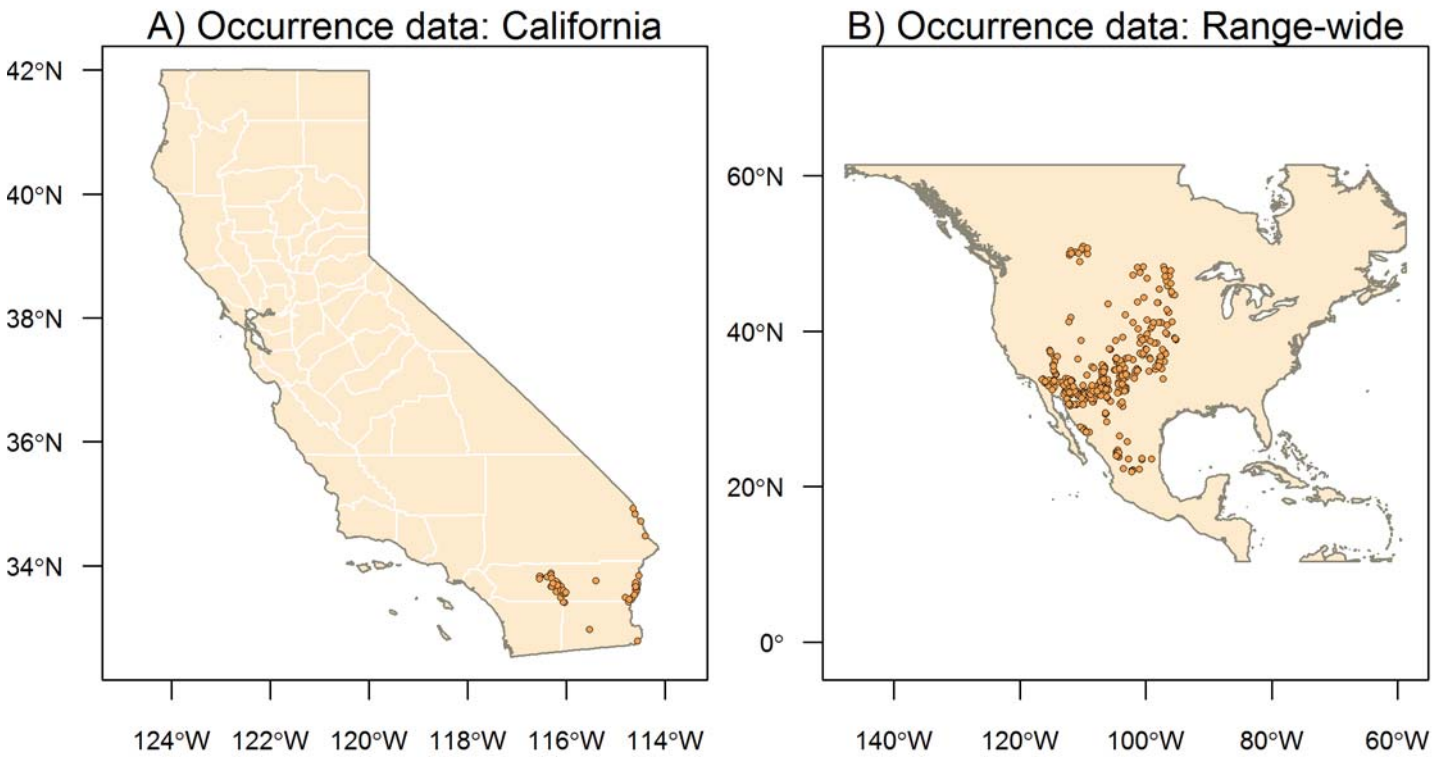 A) Occurrence data: California
42°N
40°N
38°N
36°N
34°N
124°W 122°W 120°W 118°W 116°W 114°W
B) Occurrence data: Range-wide
60°N
40°N
20°N
0°
140°W 120°W 100°W 80°W 60°W